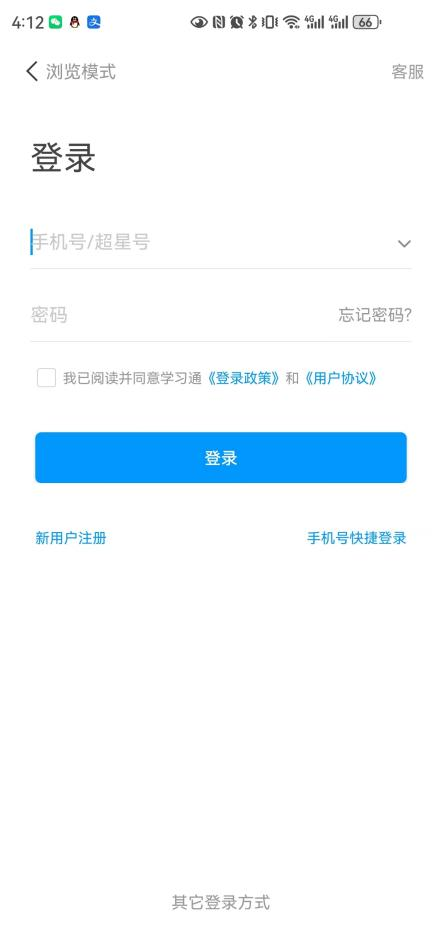 4:12 4G 4G 66
浏览模式 客服
登录
手机号/超星号
密码 忘记密码?
我已阅读并同意学习通《登录政策》和《用户协议》
登录
新用户注册 手机号快捷登录
其它登录方式